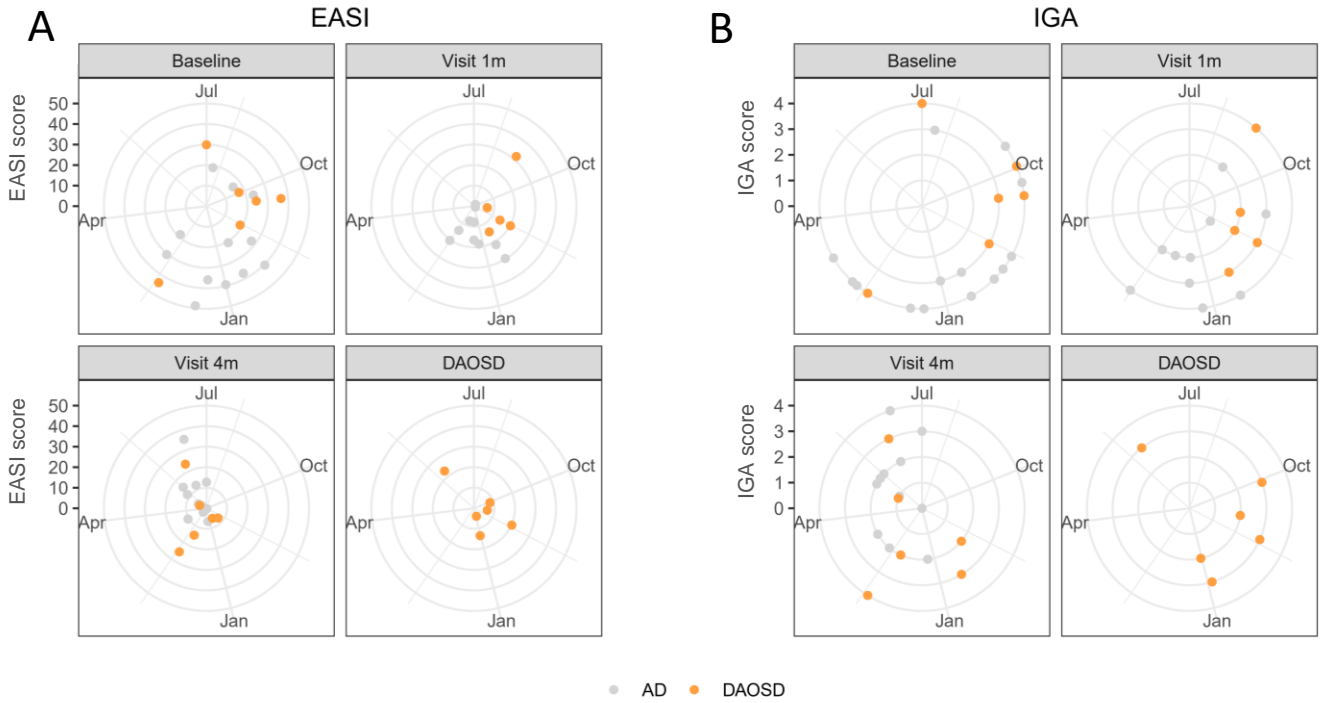 A
EASI
B
IGA
Baseline
Visit 1m
Baseline
Visit 1m
EASI score
50
40
30
20
10
0
Jul
Oct
Jan
Apr
Jul
Oct
Jan
Apr
IGA score
4
3
2
1
0
Jul
Oct
Jan
Apr
Jul
Oct
Jan
Apr
Visit 4m
DAOSD
Visit 4m
DAOSD
EASI score
50
40
30
20
10
0
Jul
Oct
Jan
Apr
Jul
Oct
Jan
Apr
IGA score
4
3
2
1
0
Jul
Oct
Jan
Apr
Jul
Oct
Jan
Apr
AD
DAOSD